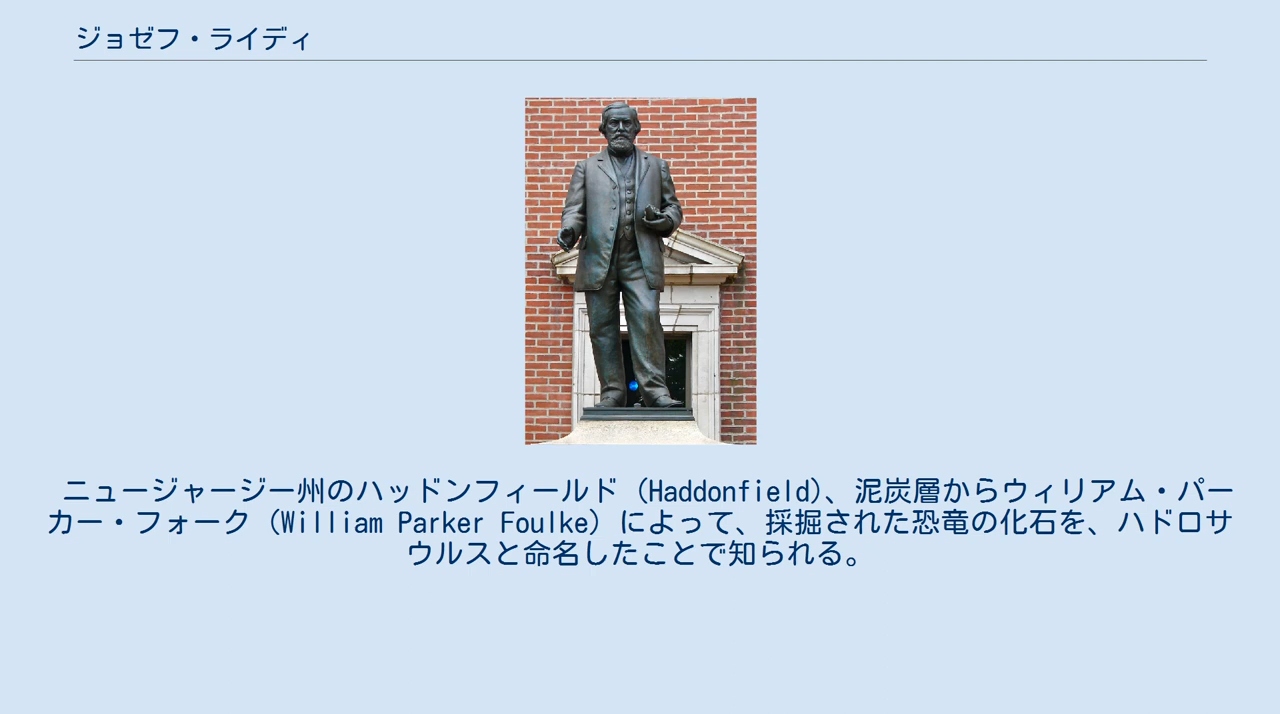 ジョゼフ・ライディ
ニュージャージー州のハッドンフィールド（Haddonfield)、泥炭層からウィリアム・パー
カー・フォーク（William Parker Foulke）によって、採掘された恐竜の化石を、ハドロサ
ウルスと命名したことで知られる。